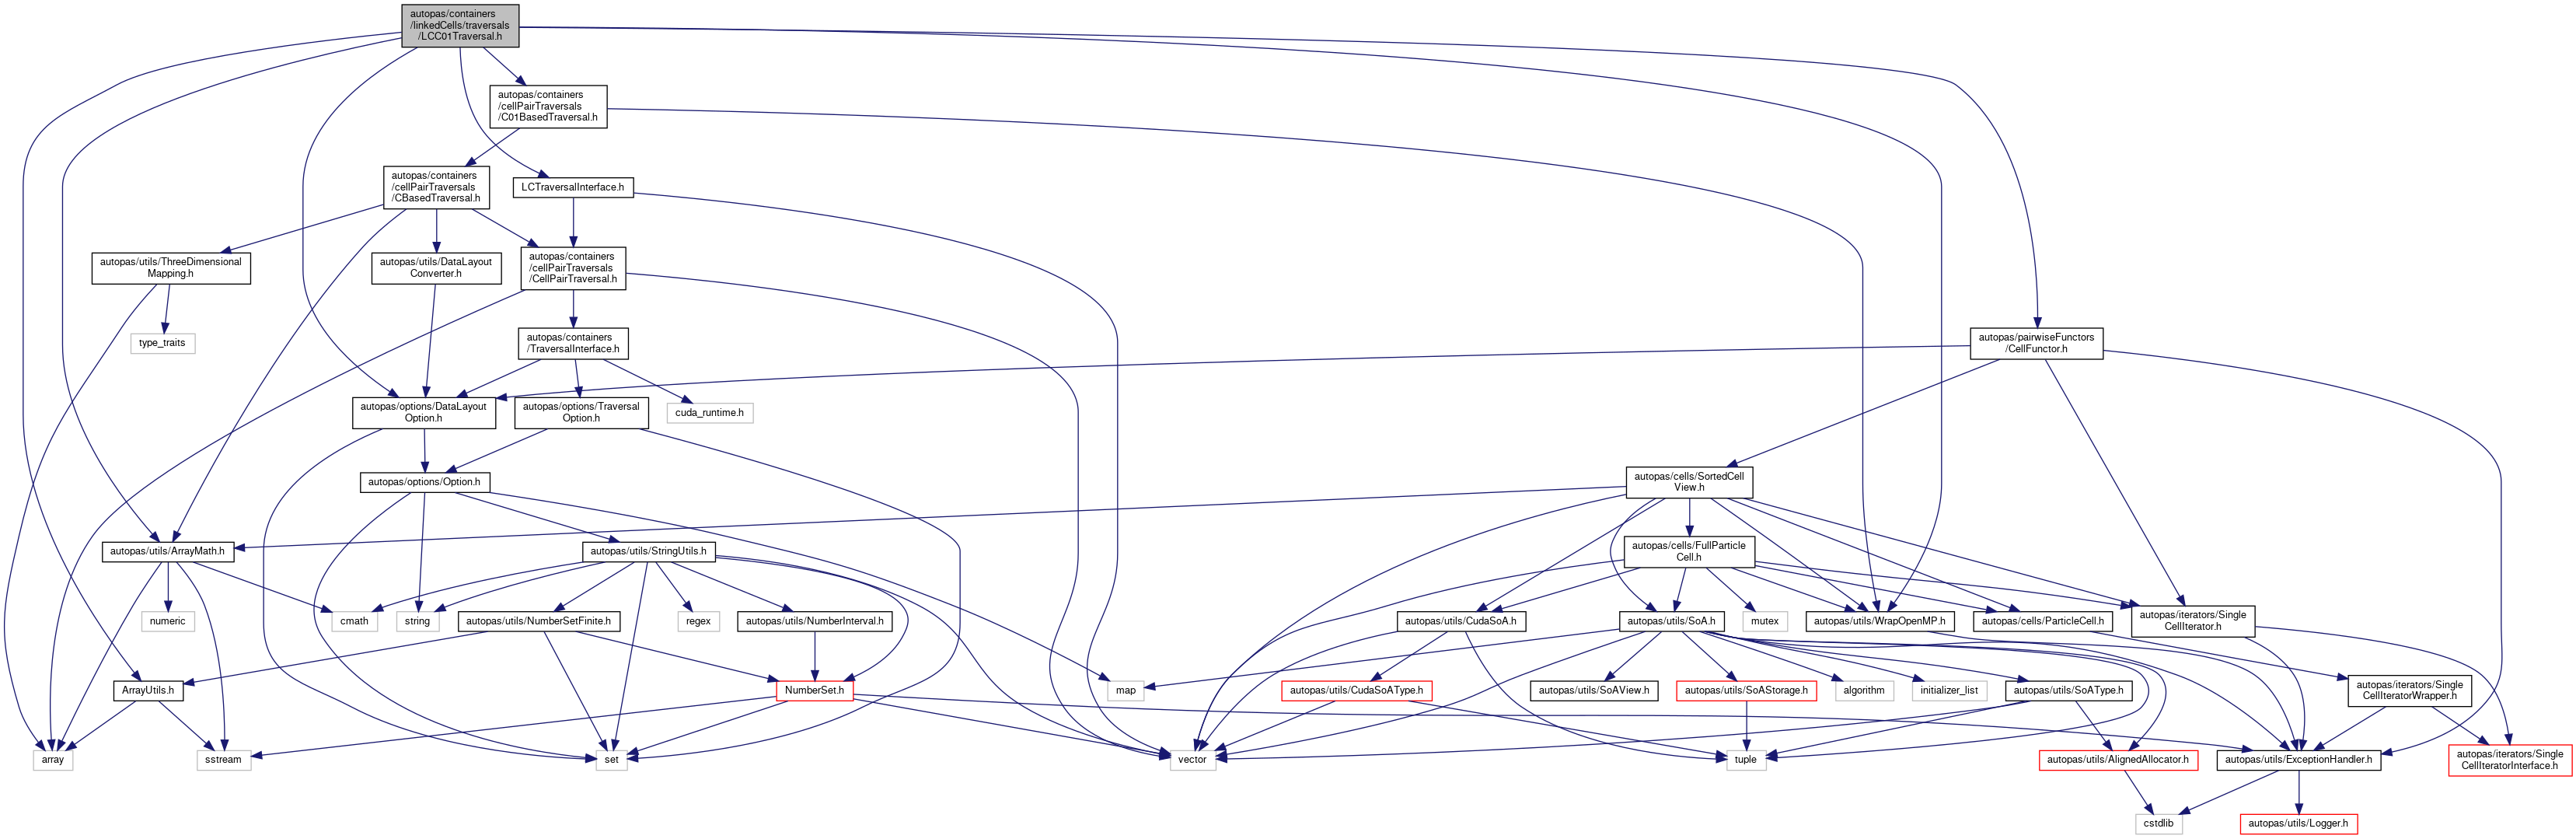 autopas/containers
/linkedCells/traversals
/LCC01Traversal.h
autopas/containers
/cellPairTraversals
/C01BasedTraversal.h
autopas/containers
/cellPairTraversals
/CBasedTraversal.h
LCTraversalInterface.h
autopas/utils/ThreeDimensional
Mapping.h
autopas/utils/DataLayout
Converter.h
autopas/containers
/cellPairTraversals
/CellPairTraversal.h
type_traits
autopas/containers
/TraversalInterface.h
autopas/pairwiseFunctors
/CellFunctor.h
autopas/options/DataLayout
Option.h
autopas/options/Traversal
Option.h
cuda_runtime.h
autopas/options/Option.h
autopas/cells/SortedCell
View.h
autopas/utils/ArrayMath.h
autopas/utils/StringUtils.h
autopas/cells/FullParticle
Cell.h
numeric
cmath
string
autopas/utils/NumberSetFinite.h
regex
autopas/utils/NumberInterval.h
autopas/utils/CudaSoA.h
autopas/utils/SoA.h
mutex
autopas/utils/WrapOpenMP.h
autopas/cells/ParticleCell.h
autopas/iterators/Single
CellIterator.h
ArrayUtils.h
NumberSet.h
map
autopas/utils/CudaSoAType.h
autopas/utils/SoAView.h
autopas/utils/SoAStorage.h
algorithm
initializer_list
autopas/utils/SoAType.h
autopas/iterators/Single
CellIteratorWrapper.h
array
sstream
set
vector
tuple
autopas/utils/AlignedAllocator.h
autopas/utils/ExceptionHandler.h
autopas/iterators/Single
CellIteratorInterface.h
cstdlib
autopas/utils/Logger.h